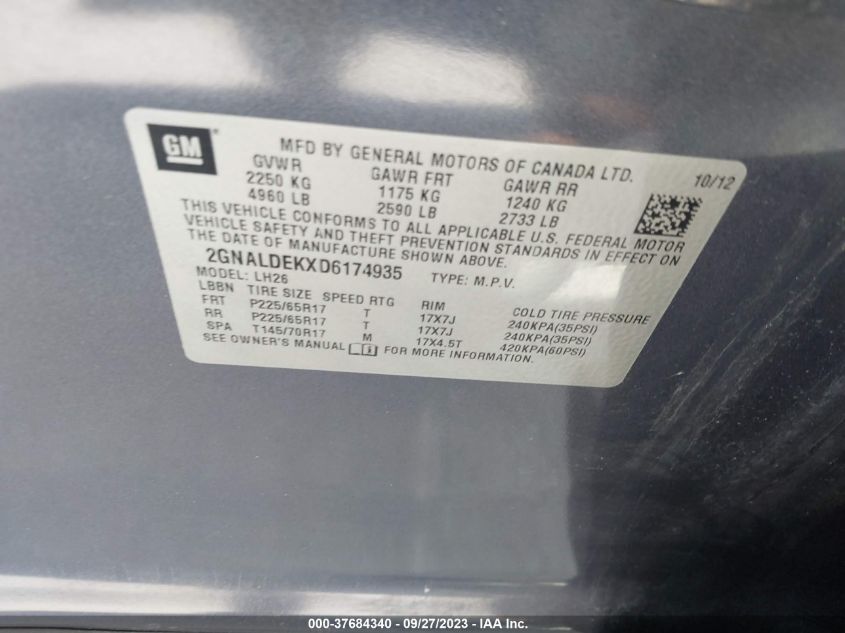 GM
MFD BY GENERAL MOTORS OF CANADA LTD. 10/12
GVWR GAWR FRT GAWR RR
2250 KG 1175 KG 1240 KG
4960 LB 2590 LB 2733 LB
THIS VEHICLE CONFORMS TO ALL APPLICABLE U.S. FEDERAL MOTOR
VEHICLE SAFETY AND THEFT PREVENTION STANDARDS IN EFFECT ON
THE DATE OF MANUFACTURE SHOWN ABOVE.
2GNALDEKXD6174935 TYPE: M.P.V.
MODEL: LH26
LBBN TIRE SIZE SPEED RTG RIM COLD TIRE PRESSURE
FRT P225/65R17 T 17X7J 240KPA(35PSI)
RR P225/65R17 T 17X7J 240KPA(35PSI)
SPA T145/70R17 M 17X4.5T 420KPA(60PSI)
SEE OWNER'S MANUAL FOR MORE INFORMATION.
000-37684340 - 09/27/2023 - IAA Inc.